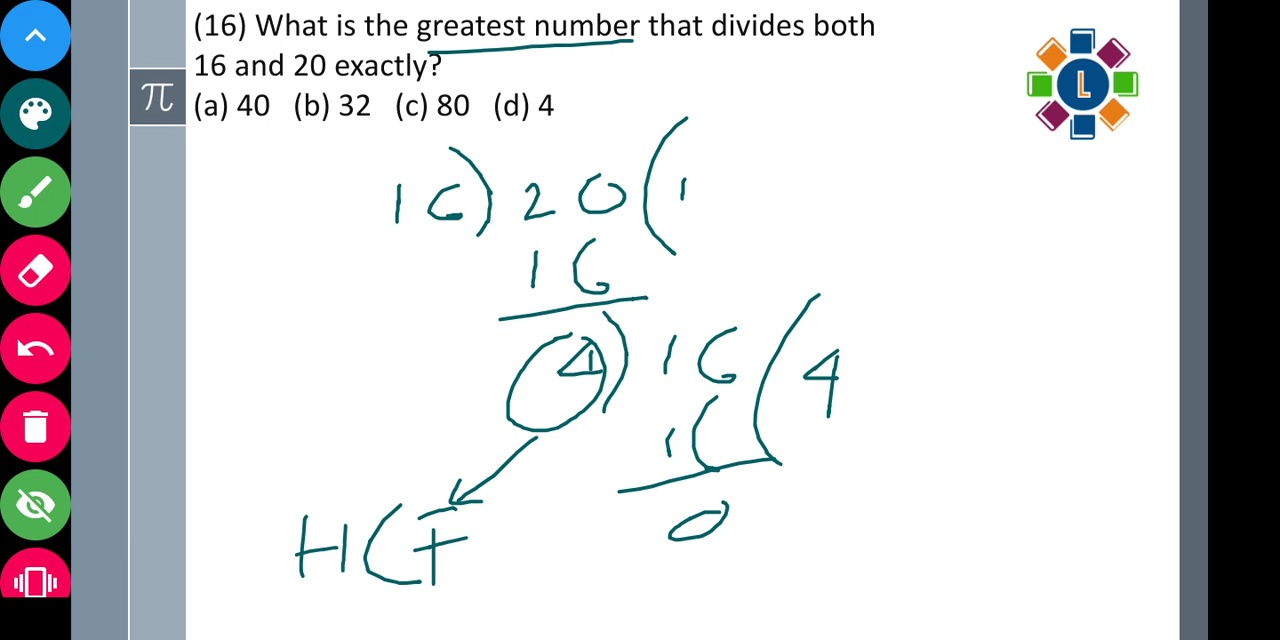 (16) What is the greatest number that divides both
16 and 20 exactly?
π
(a) 40 (b) 32 (c) 80 (d) 4
L
16)20(1
16
4)16(4
16
0
HCF